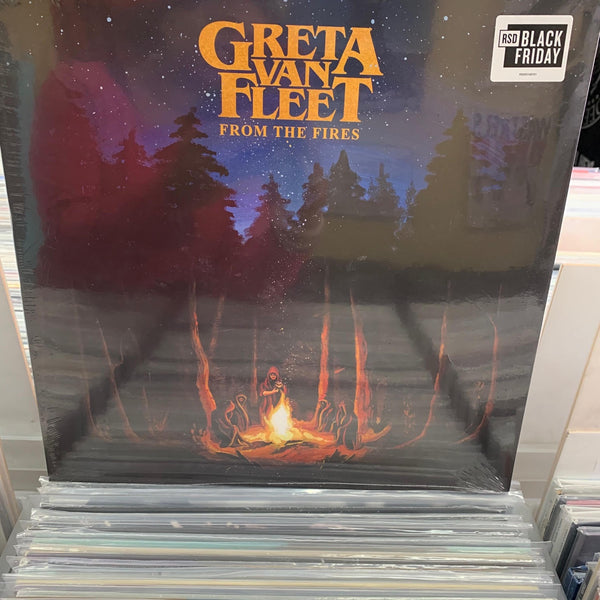 GRETA
VAN
FLEET
FROM THE FIRES
RSD BLACK
FRIDAY